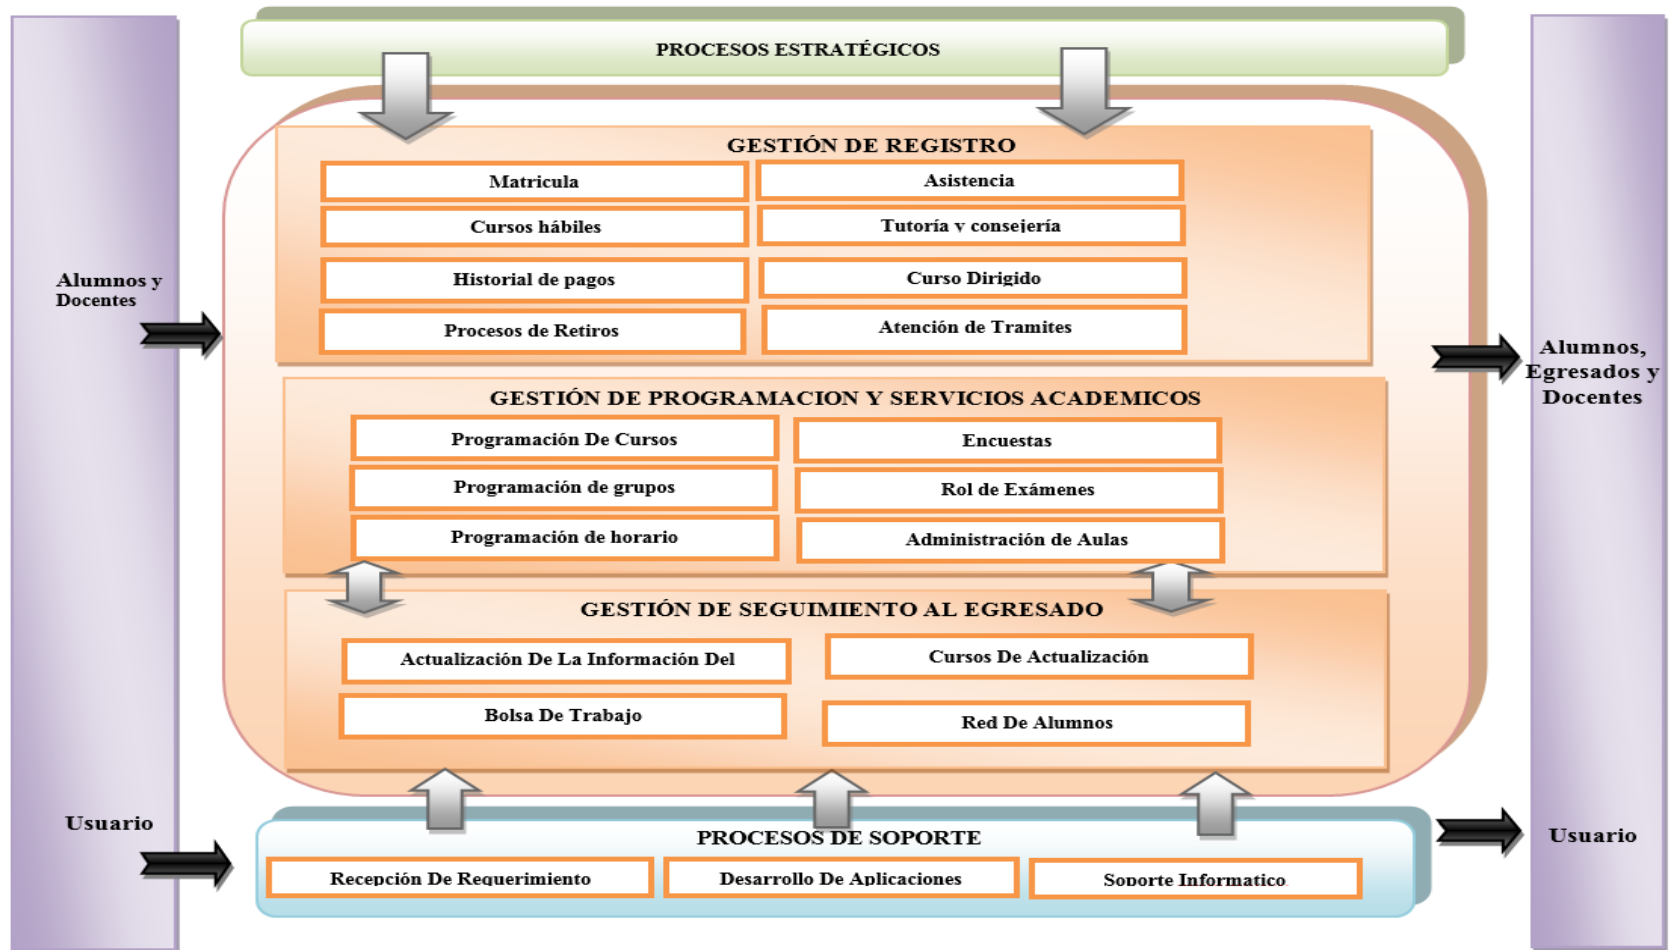 PROCESOS ESTRATÉGICOS
Alumnos y
Docentes
GESTIÓN DE REGISTRO
Matricula
Asistencia
Cursos hábiles
Tutoría y consejería
Historial de pagos
Curso Dirigido
Procesos de Retiros
Atención de Tramites
GESTIÓN DE PROGRAMACION Y SERVICIOS ACADEMICOS
Programación De Cursos
Encuestas
Programación de grupos
Rol de Exámenes
Programación de horario
Administración de Aulas
GESTIÓN DE SEGUIMIENTO AL EGRESADO
Actualización De La Información Del
Cursos De Actualización
Bolsa De Trabajo
Red De Alumnos
Alumnos,
Egresados y
Docentes
Usuario
PROCESOS DE SOPORTE
Recepción De Requerimiento
Desarrollo De Aplicaciones
Soporte Informatico
Usuario